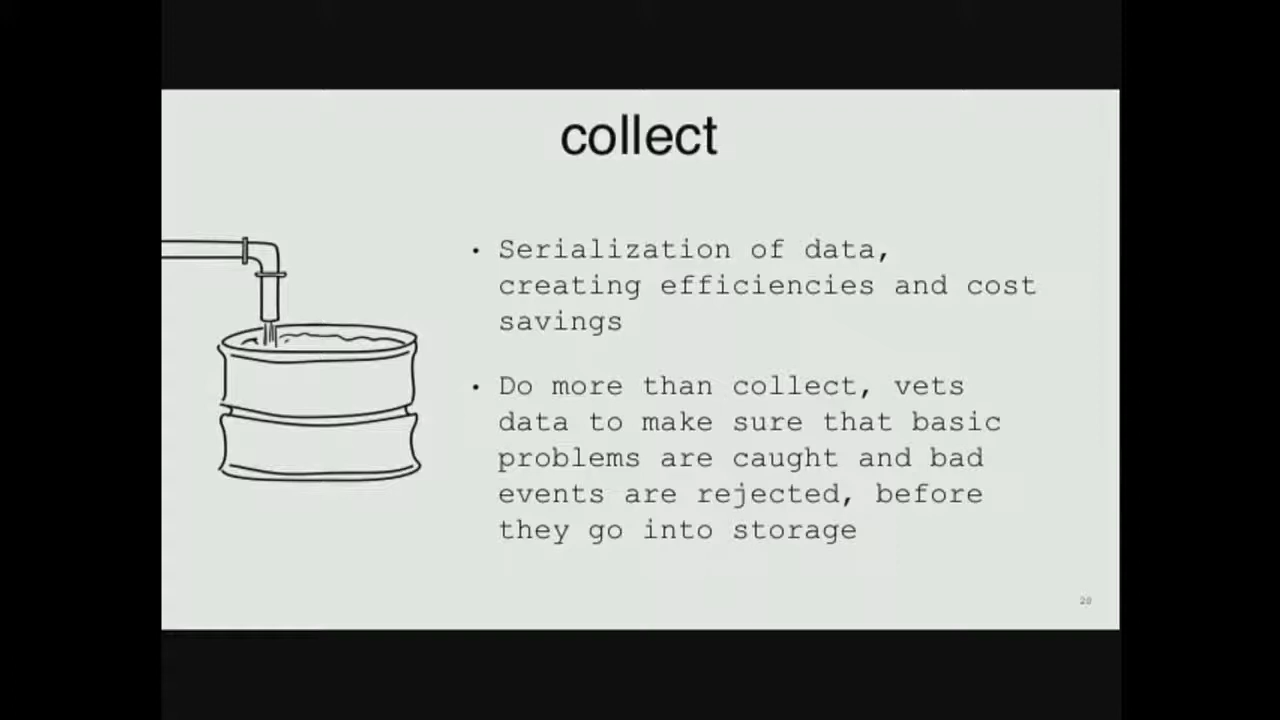 collect
• Serialization of data,
creating efficiencies and cost
savings
• Do more than collect, vets
data to make sure that basic
problems are caught and bad
events are rejected, before
they go into storage
20